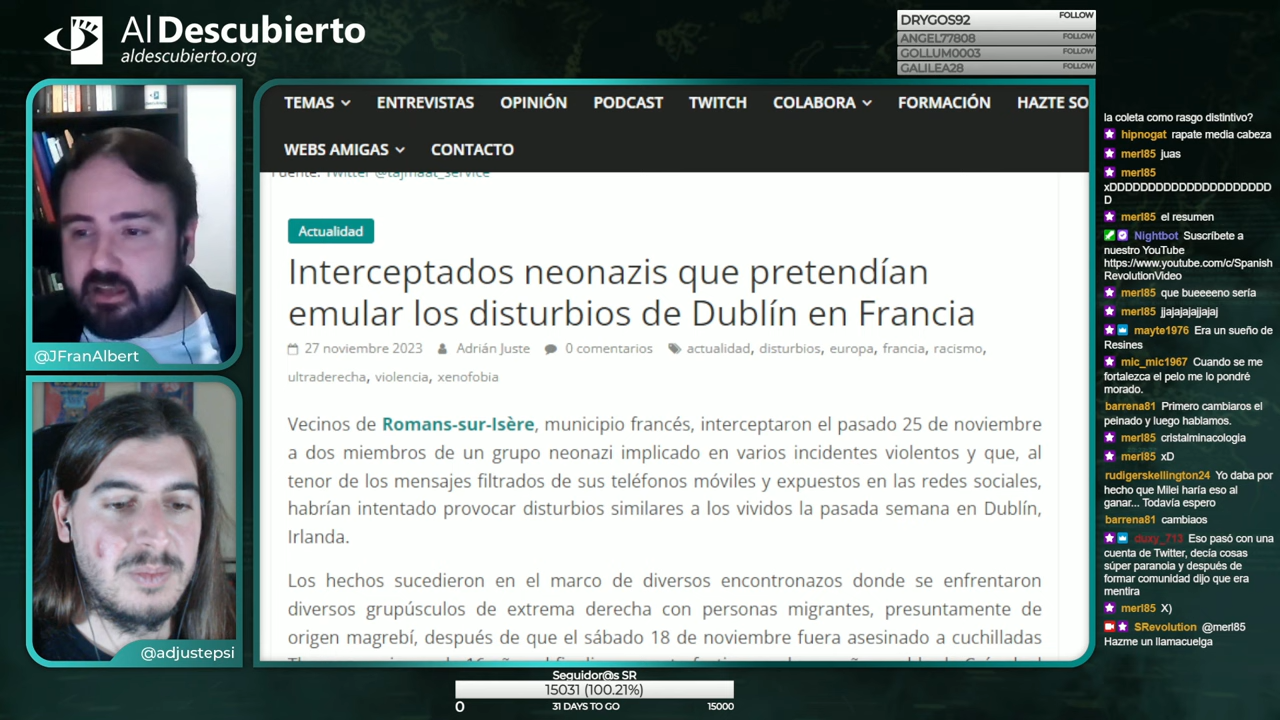 Al Descubierto
aldescubierto.org
DRYGOS92 FOLLOW
ANGEL77808 FOLLOW
GOLLUM0003 FOLLOW
GALILEA28 FOLLOW
TEMAS ENTREVISTAS OPINIÓN PODCAST TWITCH COLABORA FORMACIÓN HAZTE SO
WEBS AMIGAS CONTACTO
Fuente: Twitter @tajmaat_service
Actualidad
Interceptados neonazis que pretendían
emular los disturbios de Dublín en Francia
27 noviembre 2023 Adrián Juste 0 comentarios actualidad, disturbios, europa, francia, racismo,
ultraderecha, violencia, xenofobia
Vecinos de Romans-sur-Isère, municipio francés, interceptaron el pasado 25 de noviembre
a dos miembros de un grupo neonazi implicado en varios incidentes violentos y que, al
tenor de los mensajes filtrados de sus teléfonos móviles y expuestos en las redes sociales,
habrían intentado provocar disturbios similares a los vividos la pasada semana en Dublín,
Irlanda.
Los hechos sucedieron en el marco de diversos encontronazos donde se enfrentaron
diversos grupúsculos de extrema derecha con personas migrantes, presuntamente de
origen magrebí, después de que el sábado 18 de noviembre fuera asesinado a cuchilladas
@JFranAlbert
@adjustepsi
la coleta como rasgo distintivo?
hipnogat rapate media cabeza
merl85 juas
merl85
xDDDDDDDDDDDDDDDDDDDDD
D
merl85 el resumen
Nightbot Suscríbete a
nuestro YouTube
https://www.youtube.com/c/Spanish
RevolutionVideo
merl85 que bueeeeno sería
merl85 jjajajajajjajaj
mayte1976 Era un sueño de
Resines
mic_mic1967 Cuando se me
fortalezca el pelo me lo pondré
morado.
barrena81 Primero cambiaros el
peinado y luego hablamos.
merl85 cristalminacologia
merl85 xD
rudigerskellington24 Yo daba por
hecho que Milei haría eso al
ganar... Todavía espero
barrena81 cambiaos
duxy_713 Eso pasó con una
cuenta de Twitter, decía cosas
súper paranoia y después de
formar comunidad dijo que era
mentira
merl85 X)
SRevolution @merl85
Hazme un llamacuelga
Seguidor@s SR
15031 (100.21%)
0 31 DAYS TO GO 15000